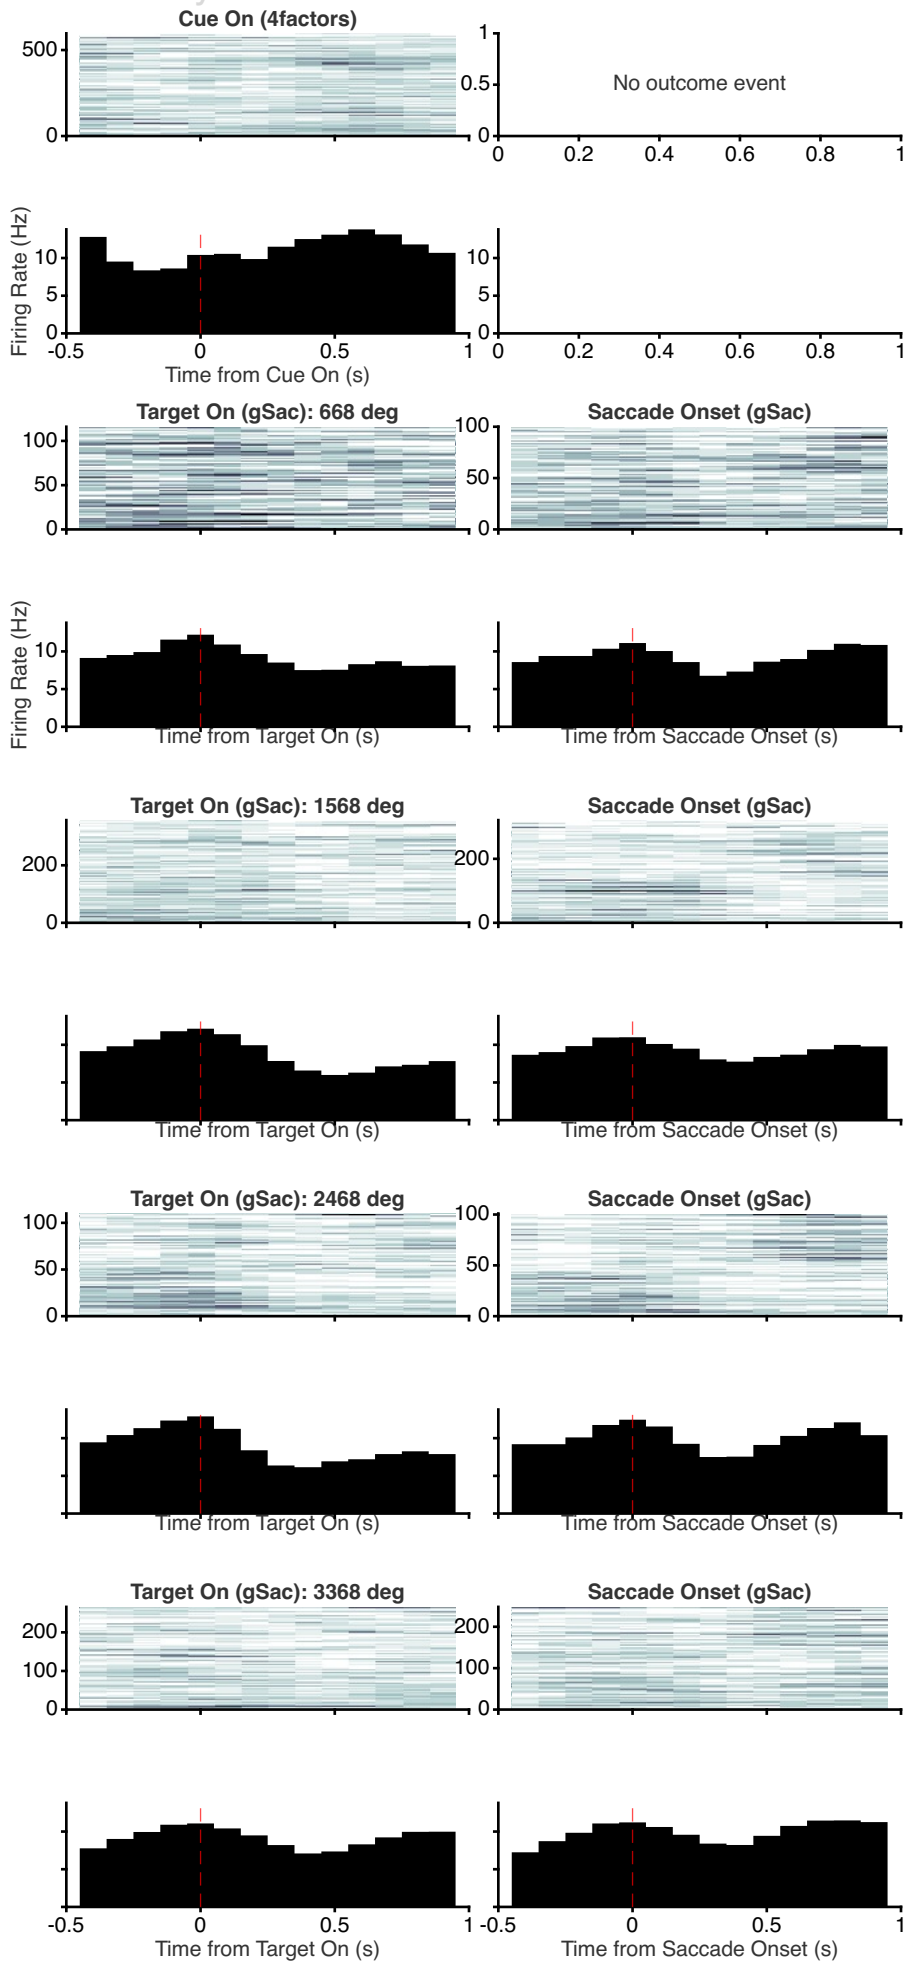 Cue On (4factors)
500
0
1
0.5
0
No outcome event
0 0.2 0.4 0.6 0.8 1
Firing Rate (Hz)
10
5
0
-0.5 0 0.5 1
Time from Cue On (s)
10
5
0
0 0.2 0.4 0.6 0.8 1
Target On (gSac): 668 deg
100
50
0
Saccade Onset (gSac)
100
50
0
Firing Rate (Hz)
10
5
0
Time from Target On (s)
Time from Saccade Onset (s)
Target On (gSac): 1568 deg
200
0
Saccade Onset (gSac)
200
0
Time from Target On (s)
Time from Saccade Onset (s)
Target On (gSac): 2468 deg
100
50
0
Saccade Onset (gSac)
100
50
0
Time from Target On (s)
Time from Saccade Onset (s)
Target On (gSac): 3368 deg
200
100
0
Saccade Onset (gSac)
200
100
0
-0.5 0 0.5 1
Time from Target On (s)
-0.5 0 0.5 1
Time from Saccade Onset (s)